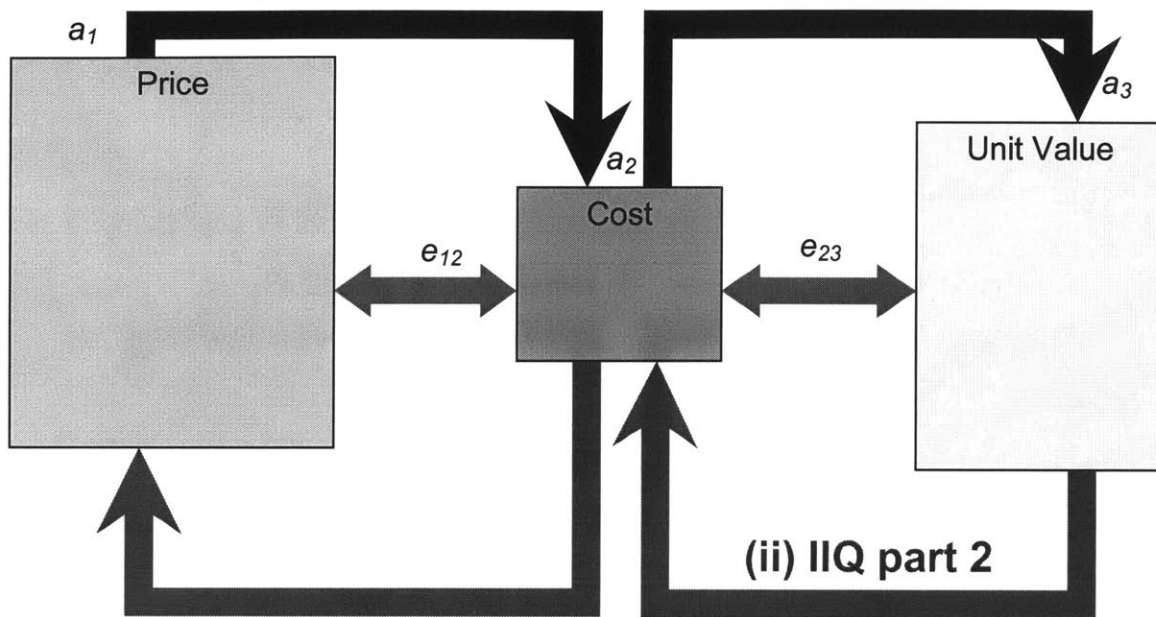 a1
Price
a3
Unit Value
a2
Cost
e12
e23
(ii) IIQ part 2